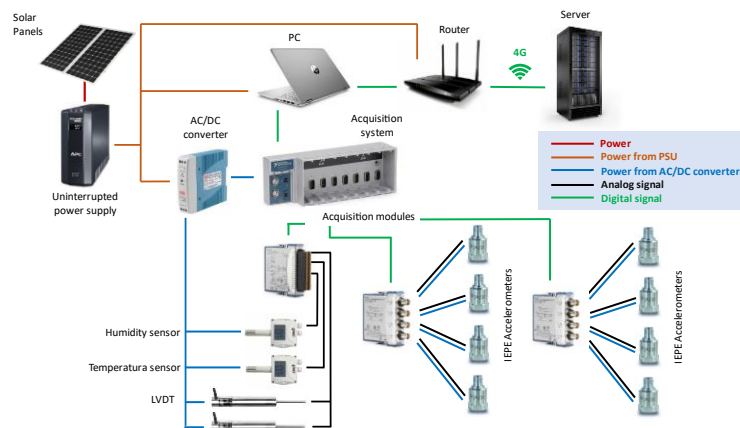 Solar
Panels
PC
Router
Server
4G
AC/DC
converter
Acquisition
system
APC
Uninterrupted
power supply
Power
Power from PSU
Power from AC/DC converter
Analog signal
Digital signal
Acquisition modules
IEPE Accelerometers
IEPE Accelerometers
Humidity sensor
Temperatura sensor
LVDT